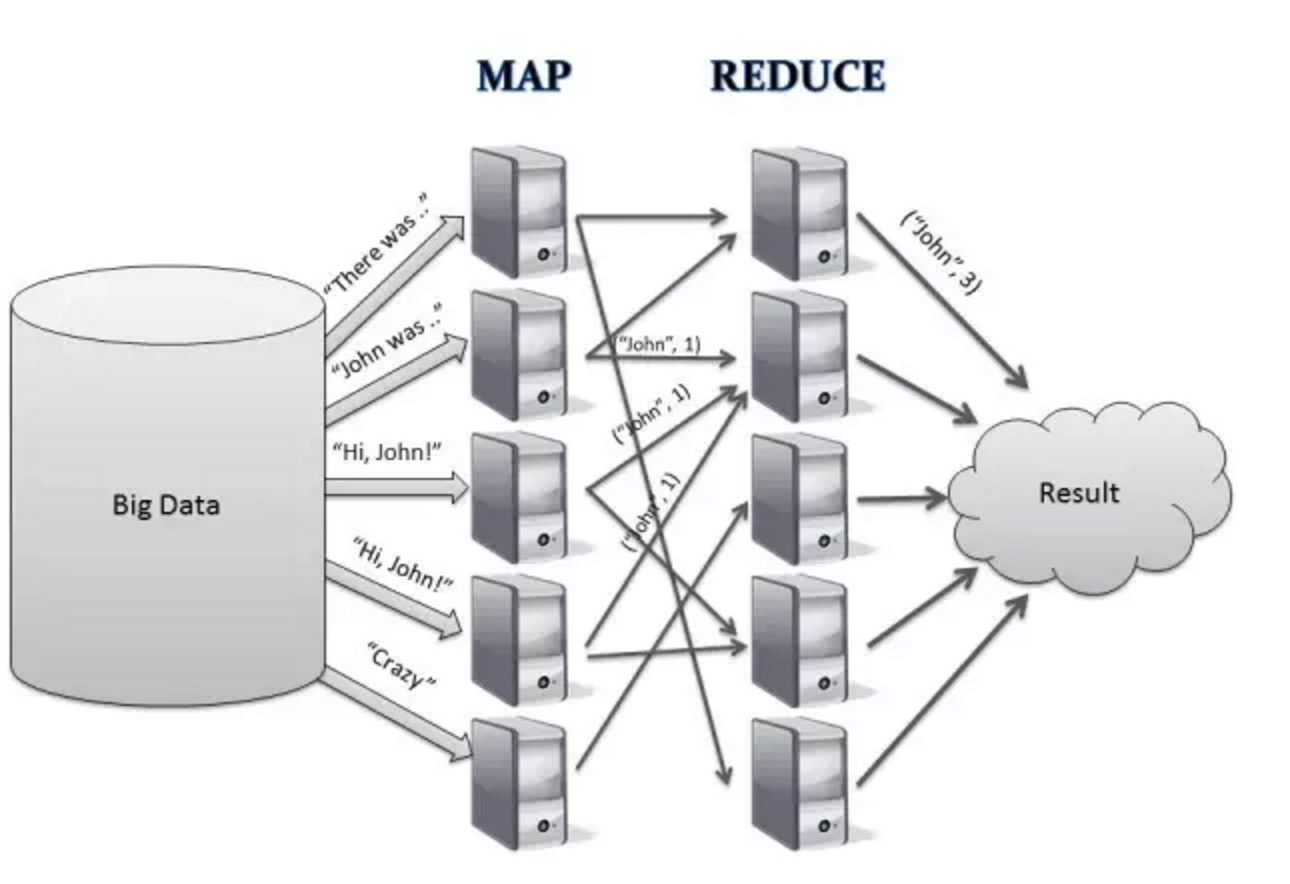 MAP
REDUCE
“There was ..”
“John was ..”
“Hi, John!”
“Hi, John!”
“Crazy”
Big Data
(“John”, 1)
(“John”, 1)
(“John”, 1)
(“John”, 3)
Result